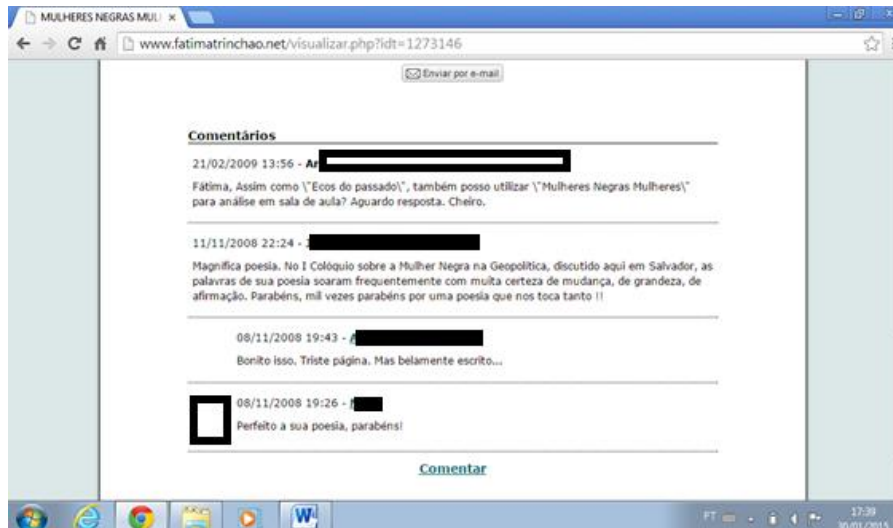 MULHERES NEGRAS MUL
www.fatimatrinchao.net/visualizar.php?idt=1273146
Enviar por e-mail
Comentários
21/02/2009 13:56 -
Fátima, Assim como \"Ecos do passado\", também posso utilizar \"Mulheres Negras Mulheres\"
para análise em sala de aula? Aguardo resposta. Cheiro.
11/11/2008 22:24 -
Magnífica poesia. No I Colóquio sobre a Mulher Negra na Geopolítica, discutido aqui em Salvador, as
palavras de sua poesia soaram frequentemente com muita certeza de mudança, de grandeza, de
afirmação. Parabéns, mil vezes parabéns por uma poesia que nos toca tanto !!
08/11/2008 19:43 -
Bonito isso. Triste página. Mas belamente escrito...
08/11/2008 19:26 -
Perfeito a sua poesia, parabéns!
Comentar
PT
17:39
30/01/2015